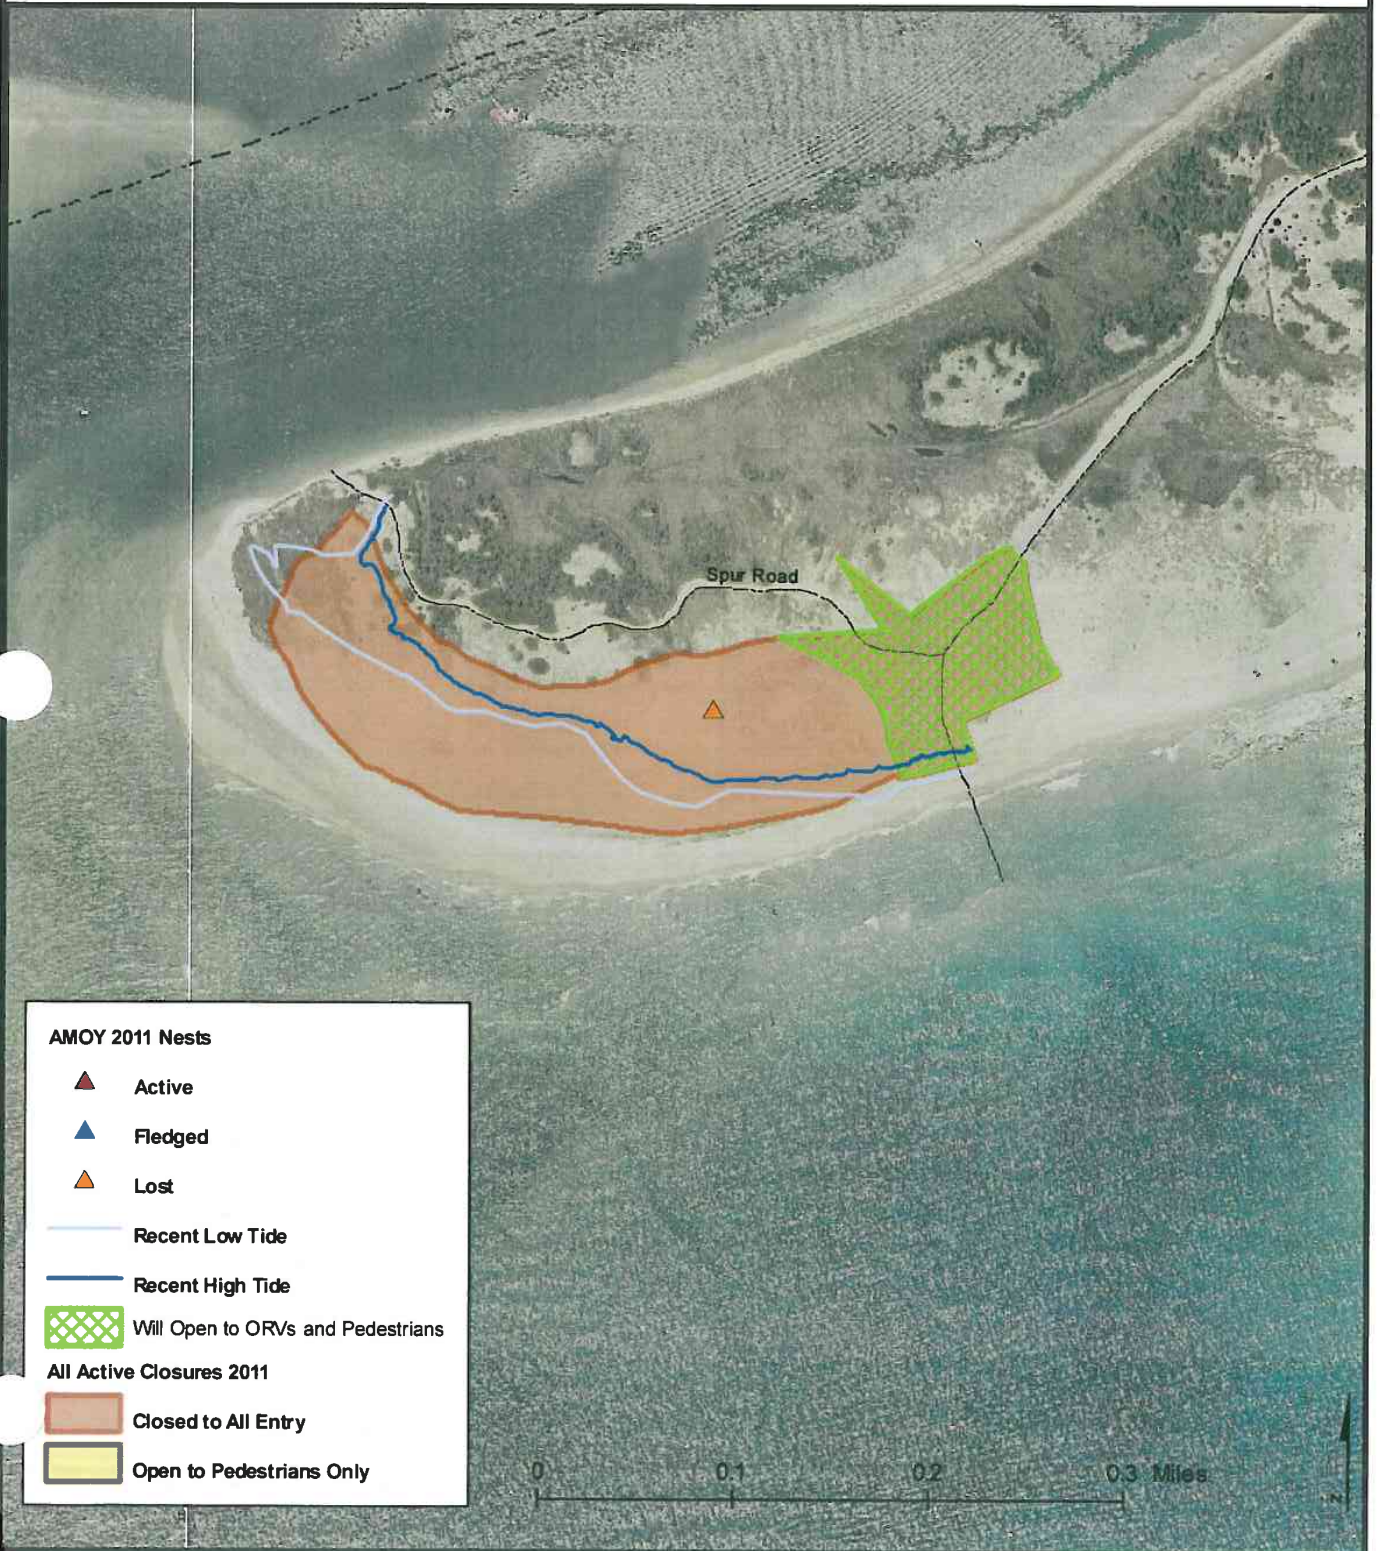 Spur Road
AMOY 2011 Nests
Active
Fledged
Lost
Recent Low Tide
Recent High Tide
Will Open to ORVs and Pedestrians
All Active Closures 2011
Closed to All Entry
Open to Pedestrians Only
0 0.1 0.2 0.3 Miles
N